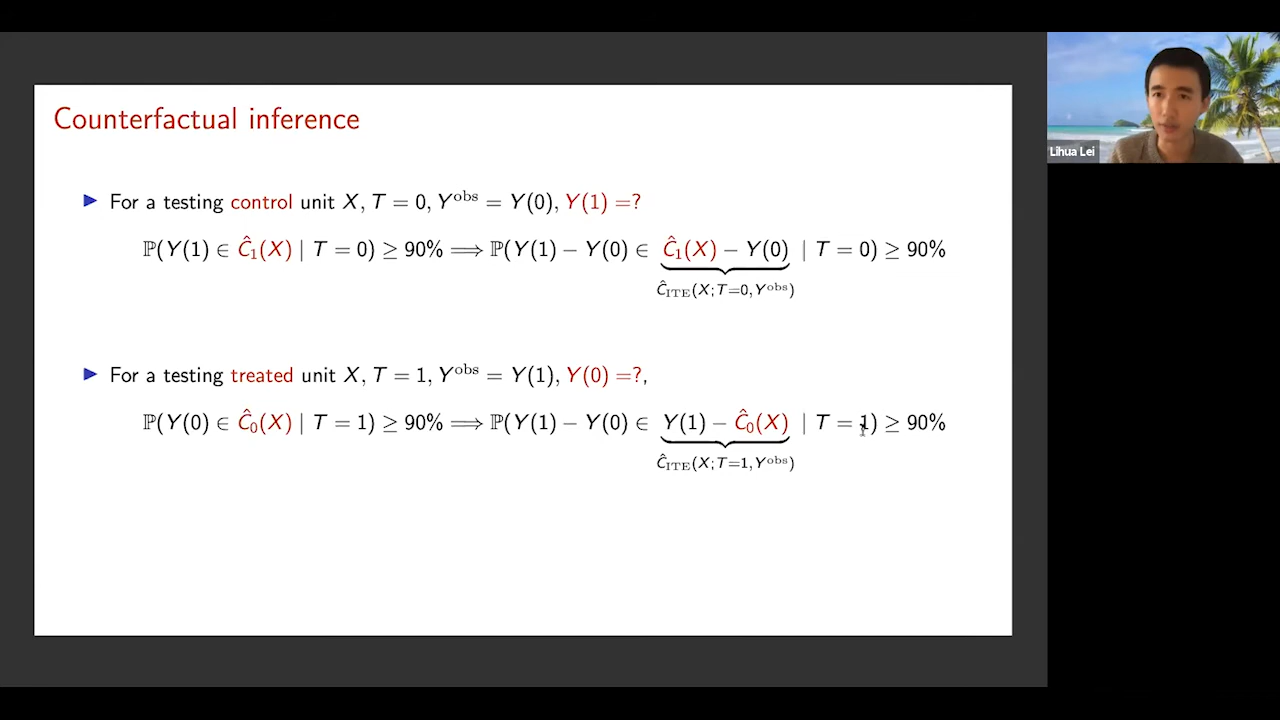 Counterfactual inference
Lihua Lei
▶ For a testing control unit X, T = 0, Y^obs = Y(0), Y(1) =?
ℙ(Y(1) ∈ Ĉ₁(X) | T = 0) ≥ 90% ⟹ ℙ(Y(1) − Y(0) ∈ Ĉ₁(X) − Y(0) | T = 0) ≥ 90%
Ĉ_ITE(X; T=0, Y^obs)
▶ For a testing treated unit X, T = 1, Y^obs = Y(1), Y(0) =?,
ℙ(Y(0) ∈ Ĉ₀(X) | T = 1) ≥ 90% ⟹ ℙ(Y(1) − Y(0) ∈ Y(1) − Ĉ₀(X) | T = 1) ≥ 90%
Ĉ_ITE(X; T=1, Y^obs)